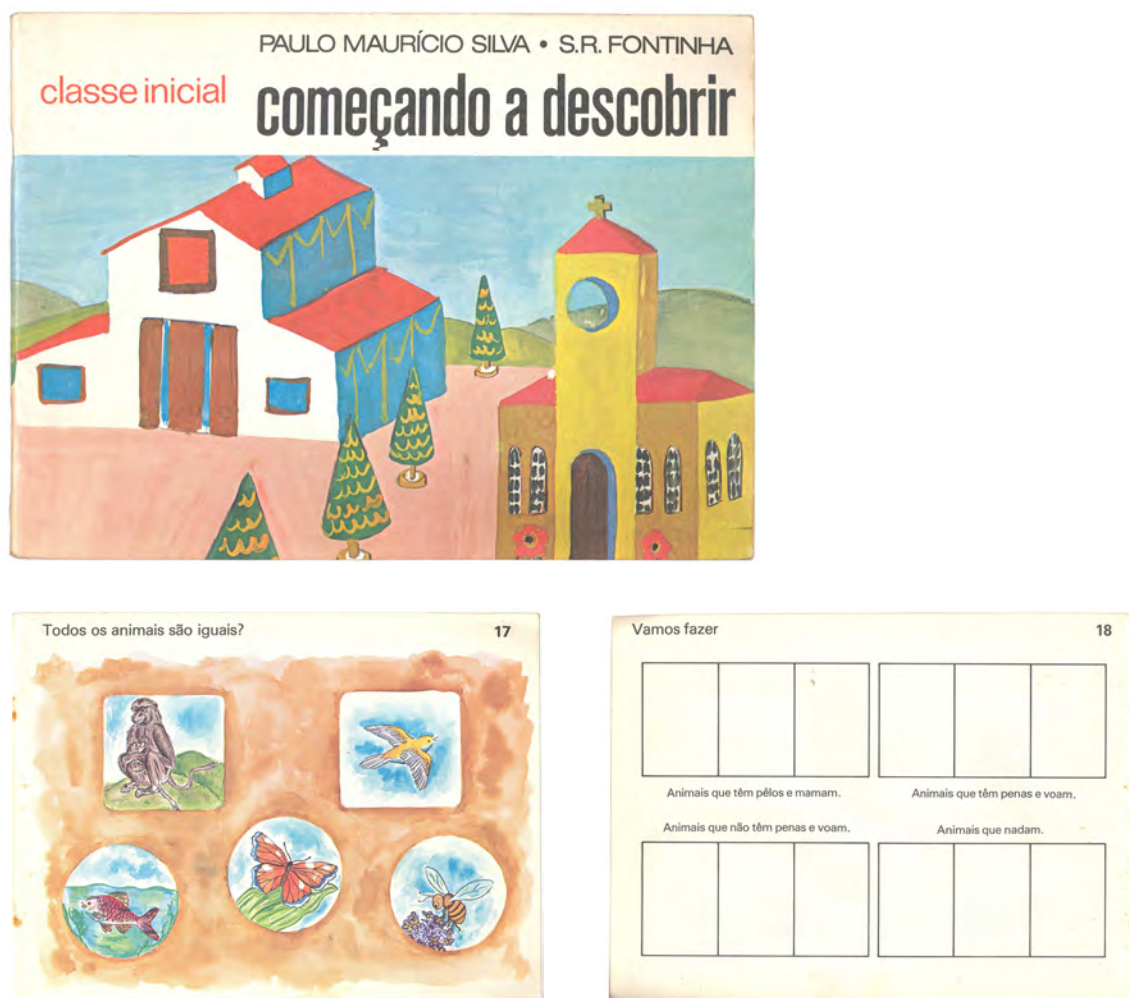 PAULO MAURÍCIO SILVA • S.R. FONTINHA
classe inicial
começando a descobrir
Todos os animais são iguais?
17
Vamos fazer
18
Animais que têm pêlos e mamam.
Animais que têm penas e voam.
Animais que não têm penas e voam.
Animais que nadam.